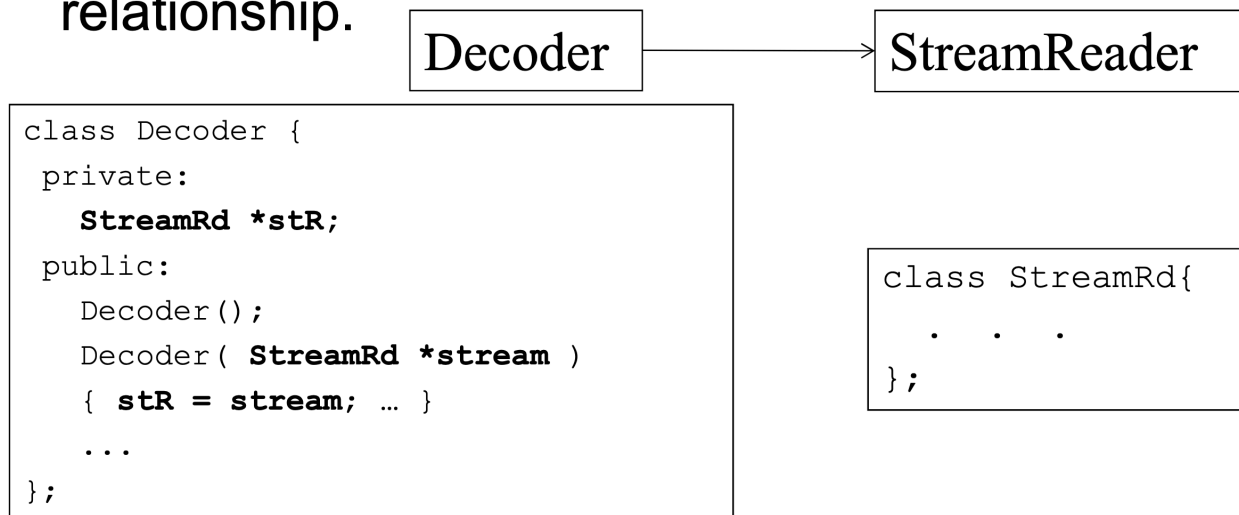 relationship.
Decoder
StreamReader
class Decoder {
private:
StreamRd *stR;
public:
Decoder();
Decoder( StreamRd *stream )
{ stR = stream; … }
...
};
class StreamRd{
. . .
};